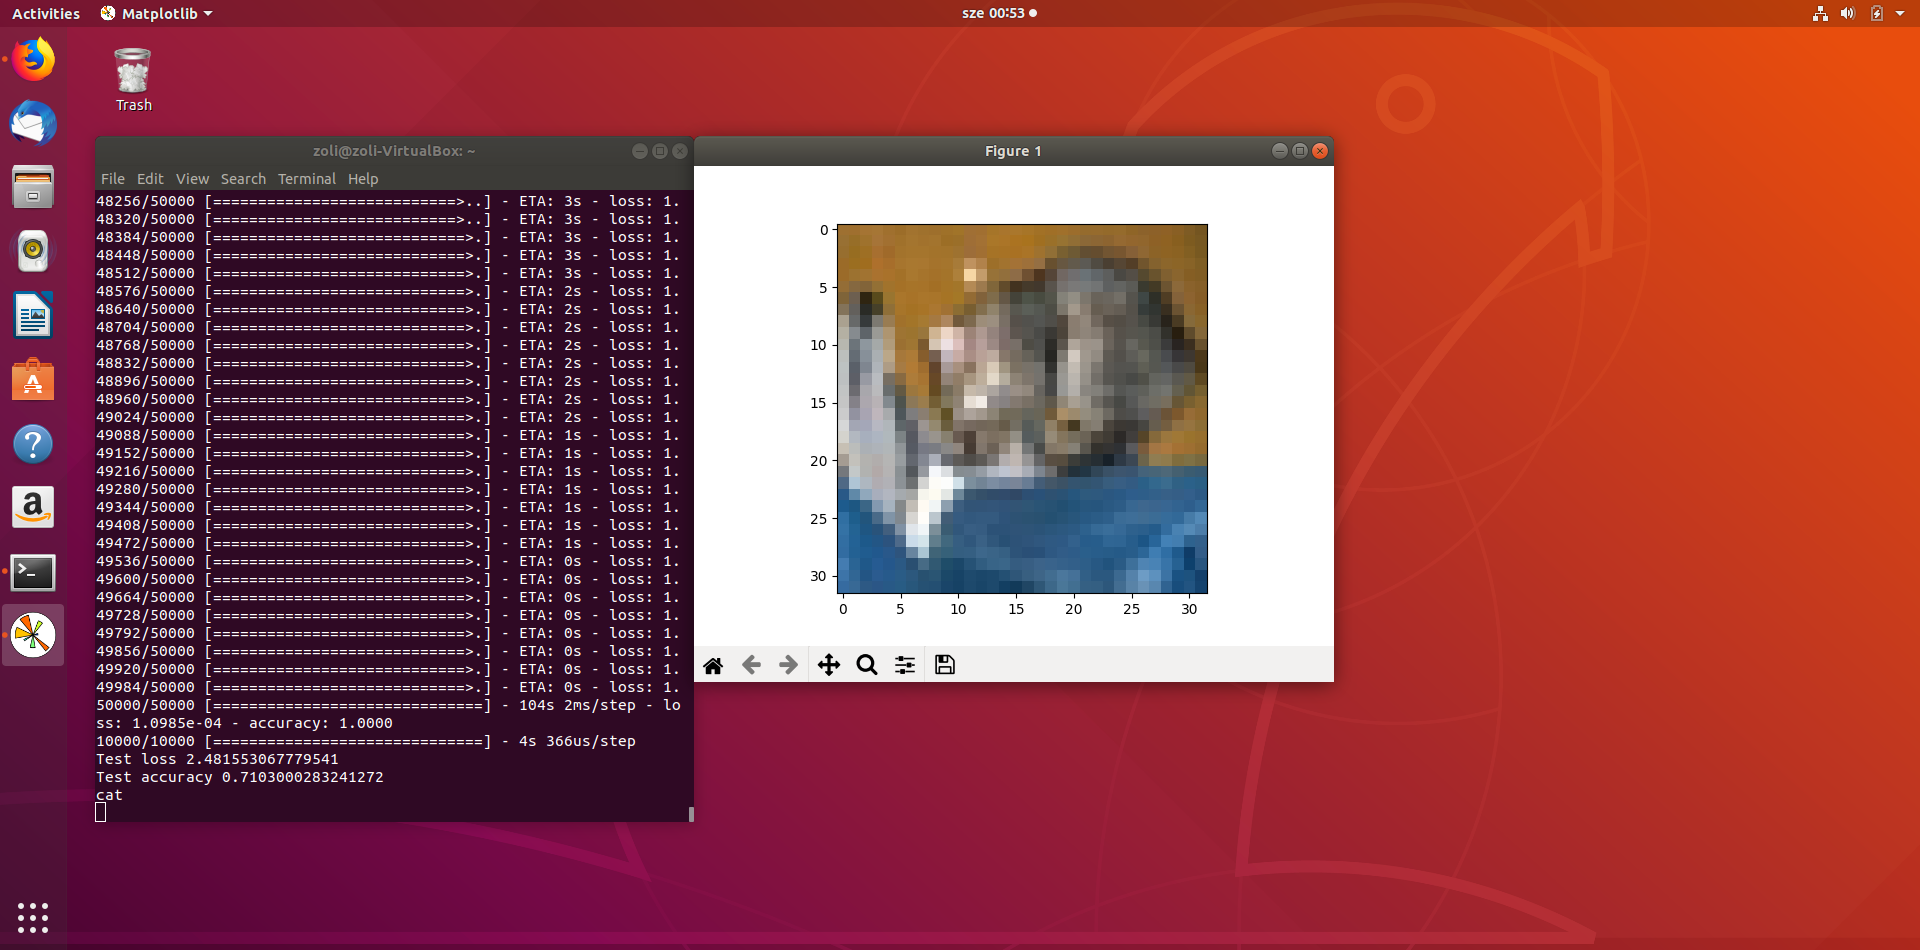 Activities
Matplotlib
sze 00:53
Trash
zoli@zoli-VirtualBox: ~
File Edit View Search Terminal Help
48256/50000 [===========================>..] - ETA: 3s - loss: 1.
48320/50000 [===========================>..] - ETA: 3s - loss: 1.
48384/50000 [============================>.] - ETA: 3s - loss: 1.
48448/50000 [============================>.] - ETA: 3s - loss: 1.
48512/50000 [============================>.] - ETA: 3s - loss: 1.
48576/50000 [============================>.] - ETA: 2s - loss: 1.
48640/50000 [============================>.] - ETA: 2s - loss: 1.
48704/50000 [============================>.] - ETA: 2s - loss: 1.
48768/50000 [============================>.] - ETA: 2s - loss: 1.
48832/50000 [============================>.] - ETA: 2s - loss: 1.
48896/50000 [============================>.] - ETA: 2s - loss: 1.
48960/50000 [============================>.] - ETA: 2s - loss: 1.
49024/50000 [============================>.] - ETA: 2s - loss: 1.
49088/50000 [============================>.] - ETA: 1s - loss: 1.
49152/50000 [============================>.] - ETA: 1s - loss: 1.
49216/50000 [============================>.] - ETA: 1s - loss: 1.
49280/50000 [============================>.] - ETA: 1s - loss: 1.
49344/50000 [============================>.] - ETA: 1s - loss: 1.
49408/50000 [============================>.] - ETA: 1s - loss: 1.
49472/50000 [============================>.] - ETA: 1s - loss: 1.
49536/50000 [============================>.] - ETA: 0s - loss: 1.
49600/50000 [============================>.] - ETA: 0s - loss: 1.
49664/50000 [============================>.] - ETA: 0s - loss: 1.
49728/50000 [============================>.] - ETA: 0s - loss: 1.
49792/50000 [============================>.] - ETA: 0s - loss: 1.
49856/50000 [============================>.] - ETA: 0s - loss: 1.
49920/50000 [============================>.] - ETA: 0s - loss: 1.
49984/50000 [============================>.] - ETA: 0s - loss: 1.
50000/50000 [==============================] - 104s 2ms/step - lo
ss: 1.0985e-04 - accuracy: 1.0000
10000/10000 [==============================] - 4s 366us/step
Test loss 2.481553067779541
Test accuracy 0.7103000283241272
cat
Figure 1
0
5
10
15
20
25
30
0 5 10 15 20 25 30